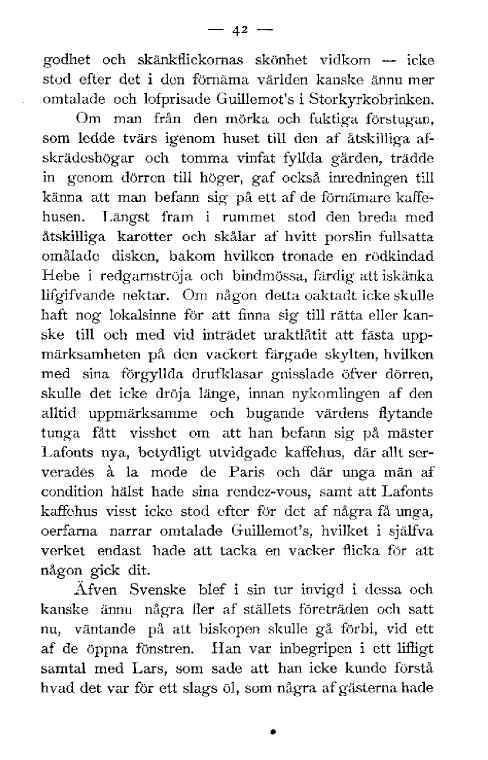 — 42 —
godhet och skänkflickornas skönhet vidkom — icke
stod efter det i den förnäma världen kanske ännu mer
omtalade och lofprisade Guillemot's i Storkyrkobrinken.
Om man från den mörka och fuktiga förstugan,
som ledde tvärs igenom huset till den af åtskilliga af-
skrädeshögar och tomma vinfat fyllda gården, trädde
in genom dörren till höger, gaf också inredningen till
känna att man befann sig på ett af de förnämare kaffe-
husen. Längst fram i rummet stod den breda med
åtskilliga karotter och skålar af hvitt porslin fullsatta
omålade disken, bakom hvilken tronade en rödkindad
Hebe i redgarnströja och bindmössa, färdig att iskänka
lifgifvande nektar. Om någon detta oaktadt icke skulle
haft nog lokalsinne för att finna sig till rätta eller kan-
ske till och med vid inträdet uraktlåtit att fästa upp-
märksamheten på den vackert färgade skylten, hvilken
med sina förgyllda drufklasar gnisslade öfver dörren,
skulle det icke dröja länge, innan nykomlingen af den
alltid uppmärksamme och bugande värdens flytande
tunga fått visshet om att han befann sig på mäster
Lafonts nya, betydligt utvidgade kaffehus, där allt ser-
verades à la mode de Paris och där unga män af
condition hälst hade sina rendez-vous, samt att Lafonts
kaffehus visst icke stod efter för det af några få unga,
oerfarna narrar omtalade Guillemot's, hvilket i själfva
verket endast hade att tacka en vacker flicka för att
någon gick dit.
Äfven Svenske blef i sin tur invigd i dessa och
kanske ännu några fler af ställets företräden och satt
nu, väntande på att biskopen skulle gå förbi, vid ett
af de öppna fönstren. Han var inbegripen i ett lifligt
samtal med Lars, som sade att han icke kunde förstå
hvad det var för ett slags öl, som några af gästerna hade